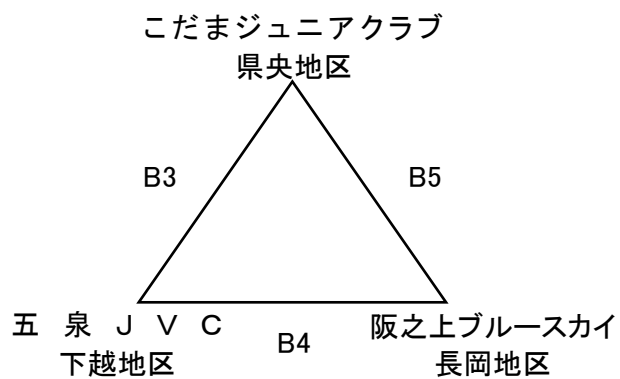 こだまジュニアクラブ
県央地区
B3
B5
五 泉 J V C
下越地区
B4
阪之上ブルースカイ
長岡地区